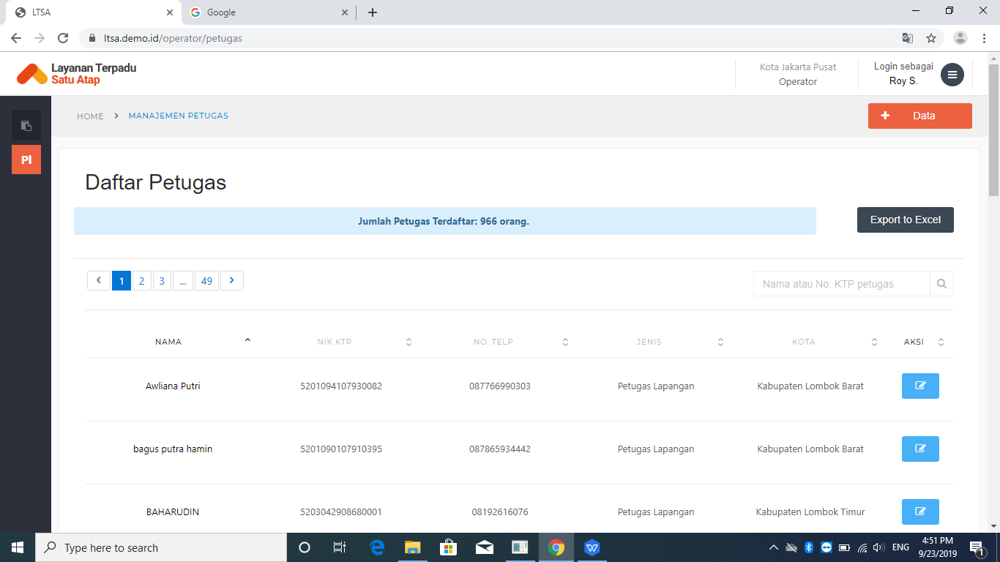 LTSA
Google
ltsa.demo.id/operator/petugas
Layanan Terpadu
Satu Atap
Kota Jakarta Pusat
Operator
Login sebagai
Roy S.
HOME > MANAJEMEN PETUGAS
+ Data
Pl
Daftar Petugas
Jumlah Petugas Terdaftar: 966 orang.
Export to Excel
1 2 3 ... 49
Nama atau No. KTP petugas
NAMA NIK KTP NO. TELP JENIS KOTA AKSI
Awliana Putri 5201094107930082 087766990303 Petugas Lapangan Kabupaten Lombok Barat
bagus putra hamin 5201090107910395 087865934442 Petugas Lapangan Kabupaten Lombok Barat
BAHARUDIN 5203042908680001 08192616076 Petugas Lapangan Kabupaten Lombok Timur
Type here to search
ENG
4:51 PM
9/23/2019
1